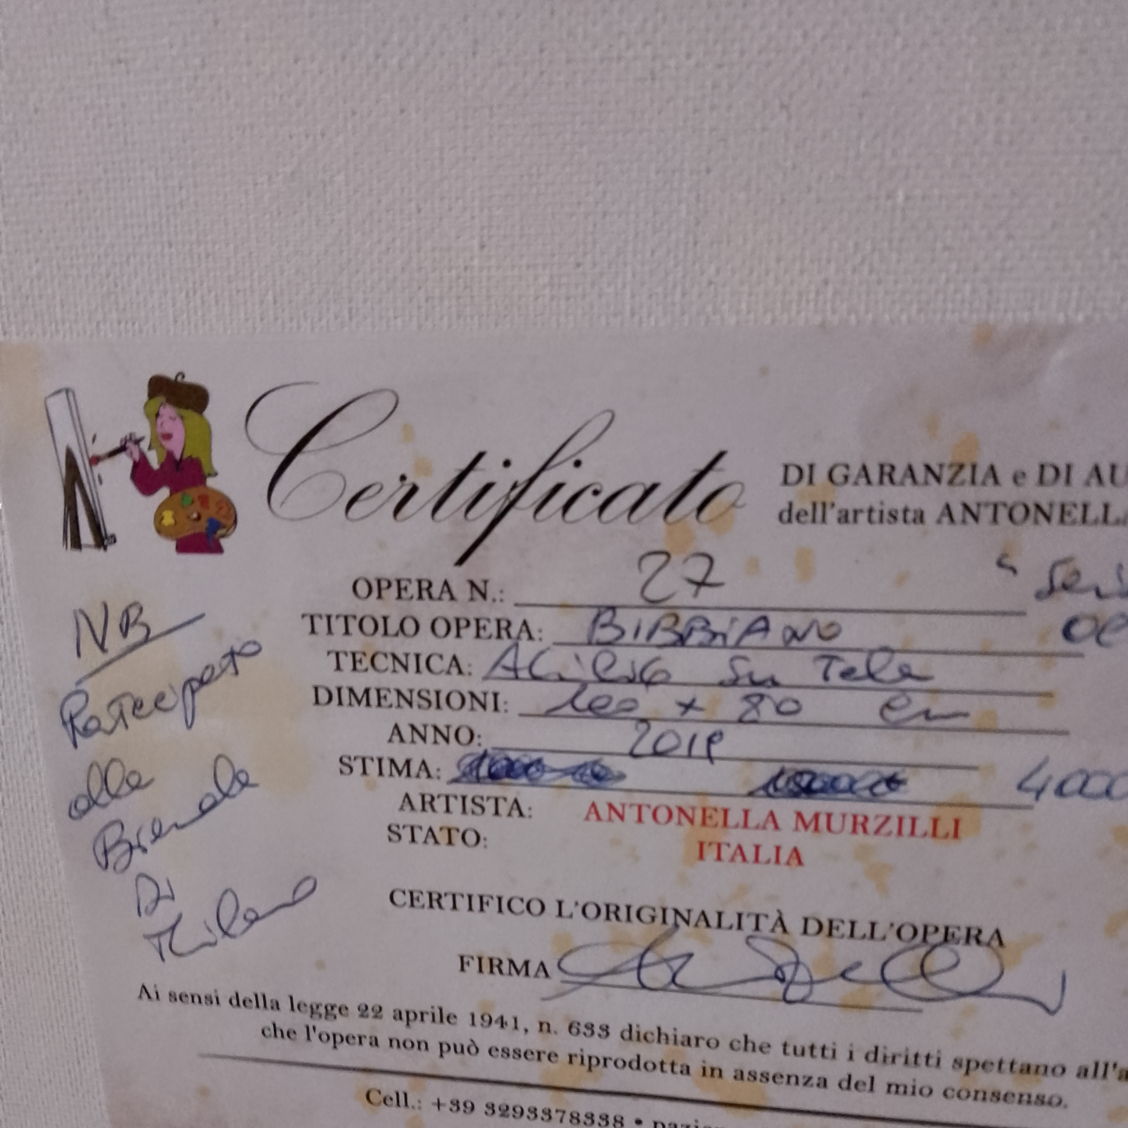 Certificato
DI GARANZIA e DI AU
dell'artista ANTONELLA
OPERA N.: 27 "Seri
TITOLO OPERA: BiBBiANO
TECNICA: ACiliCo Su Tela
DIMENSIONI: 100 x 80 cm
ANNO: 2019
STIMA: 4000
ARTISTA: ANTONELLA MURZILLI
STATO: ITALIA
NB
Partecipato
alla
Biennale
Di
Milano
CERTIFICO L'ORIGINALITÀ DELL'OPERA
FIRMA
Ai sensi della legge 22 aprile 1941, n. 633 dichiaro che tutti i diritti spettano all'a
che l'opera non può essere riprodotta in assenza del mio consenso.
Cell.: +39 3293378338 •